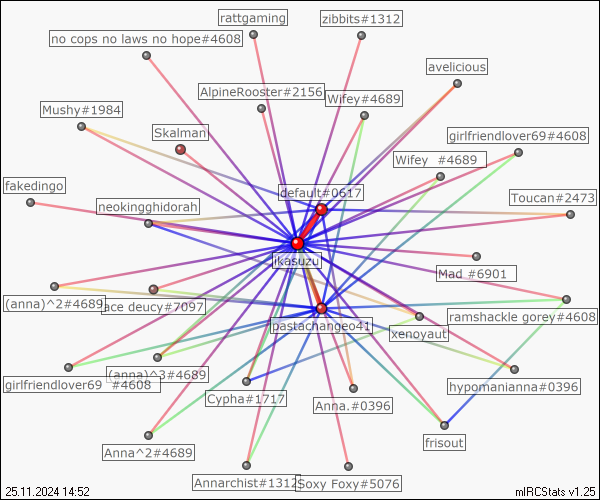 rattgaming
zibbits#1312
no cops no laws no hope#4608
avelicious
AlpineRooster#2156
Wifey#4689
Mushy#1984
Skalman
girlfriendlover69#4608
Wifey #4689
fakedingo
default#0617
Toucan#2473
neokingghidorah
jkasuzu
Mad #6901
(anna)^2#4689
ace deucy#7097
ramshackle gorey#4608
lpastachangeo41
xenoyaut
(anna)^3#4689
girlfriendlover69 #4608
hypomanianna#0396
Cypha#1717
Anna.#0396
frisout
Anna^2#4689
Annarchist#1312
Soxy Foxy#5076
25.11.2024 14:52
mIRCStats v1.25